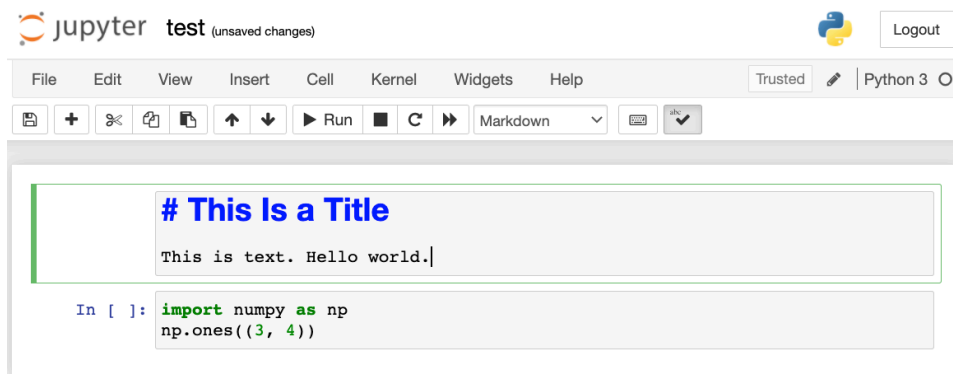 jupyter test (unsaved changes)
Logout
File Edit View Insert Cell Kernel Widgets Help Trusted Python 3
Run Markdown abc
# This Is a Title
This is text. Hello world.
In [ ]: import numpy as np
np.ones((3, 4))